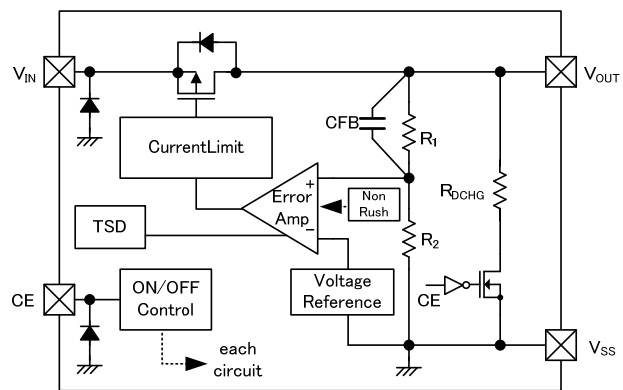 VIN
VOUT
CFB
R1
CurrentLimit
RDCHG
+
Error
Amp
−
Non
Rush
TSD
R2
CE
ON/OFF
Control
Voltage
Reference
CE
each
circuit
VSS